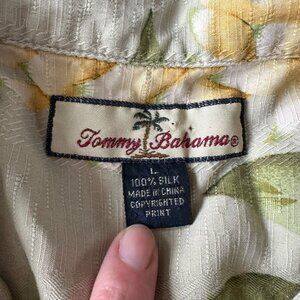 Tommy Bahama®
L
100% SILK
MADE IN CHINA
COPYRIGHTED
PRINT